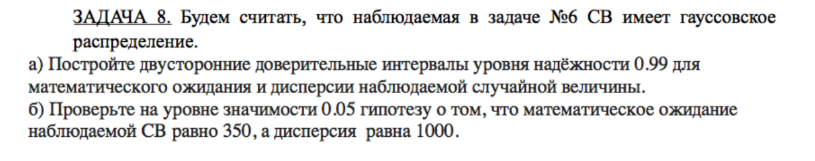 ЗАДАЧА 8. Будем считать, что наблюдаемая в задаче №6 СВ имеет гауссовское
распределение.
а) Постройте двусторонние доверительные интервалы уровня надёжности 0.99 для
математического ожидания и дисперсии наблюдаемой случайной величины.
б) Проверьте на уровне значимости 0.05 гипотезу о том, что математическое ожидание
наблюдаемой СВ равно 350, а дисперсия равна 1000.